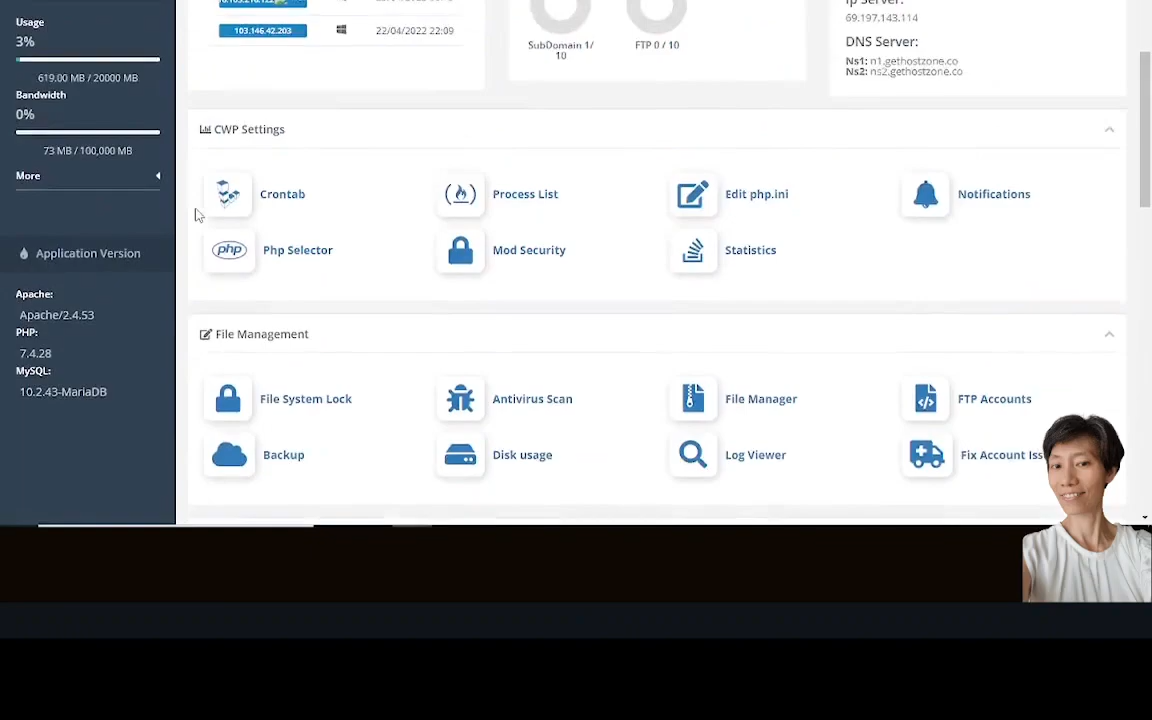 Usage
3%
619.00 MB / 20000 MB
Bandwidth
0%
73 MB / 100,000 MB
More
Application Version
Apache:
Apache/2.4.53
PHP:
7.4.28
MySQL:
10.2.43-MariaDB
103.146.42.203
22/04/2022 22:09
SubDomain 1/
10
FTP 0 / 10
Ip Server:
69.197.143.114
DNS Server:
Ns1: n1.gethostzone.co
Ns2: ns2.gethostzone.co
CWP Settings
Crontab
Process List
Edit php.ini
Notifications
php
Php Selector
Mod Security
Statistics
File Management
File System Lock
Antivirus Scan
File Manager
FTP Accounts
Backup
Disk usage
Log Viewer
Fix Account Iss